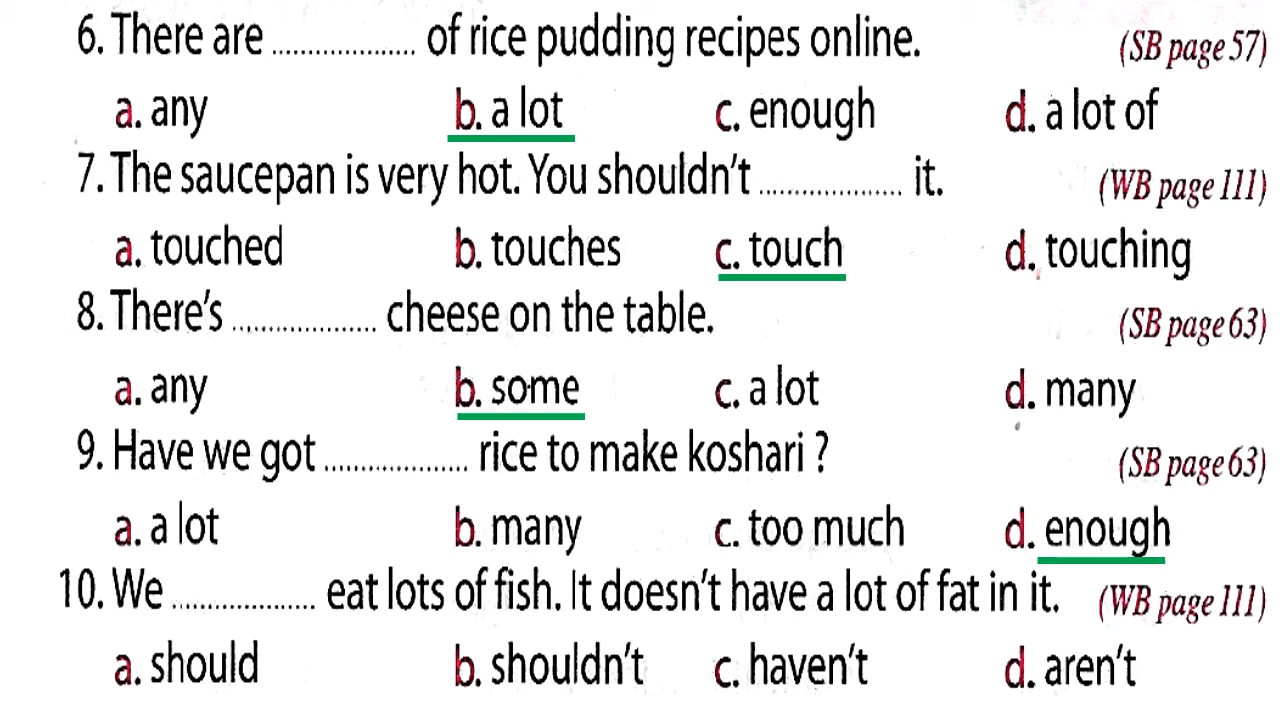 6. There are .................... of rice pudding recipes online. (SB page 57)
a. any b. a lot c. enough d. a lot of
7. The saucepan is very hot. You shouldn't .................... it. (WB page 111)
a. touched b. touches c. touch d. touching
8. There's .................... cheese on the table. (SB page 63)
a. any b. some c. a lot d. many
9. Have we got .................... rice to make koshari ? (SB page 63)
a. a lot b. many c. too much d. enough
10. We .................... eat lots of fish. It doesn't have a lot of fat in it. (WB page 111)
a. should b. shouldn't c. haven't d. aren't